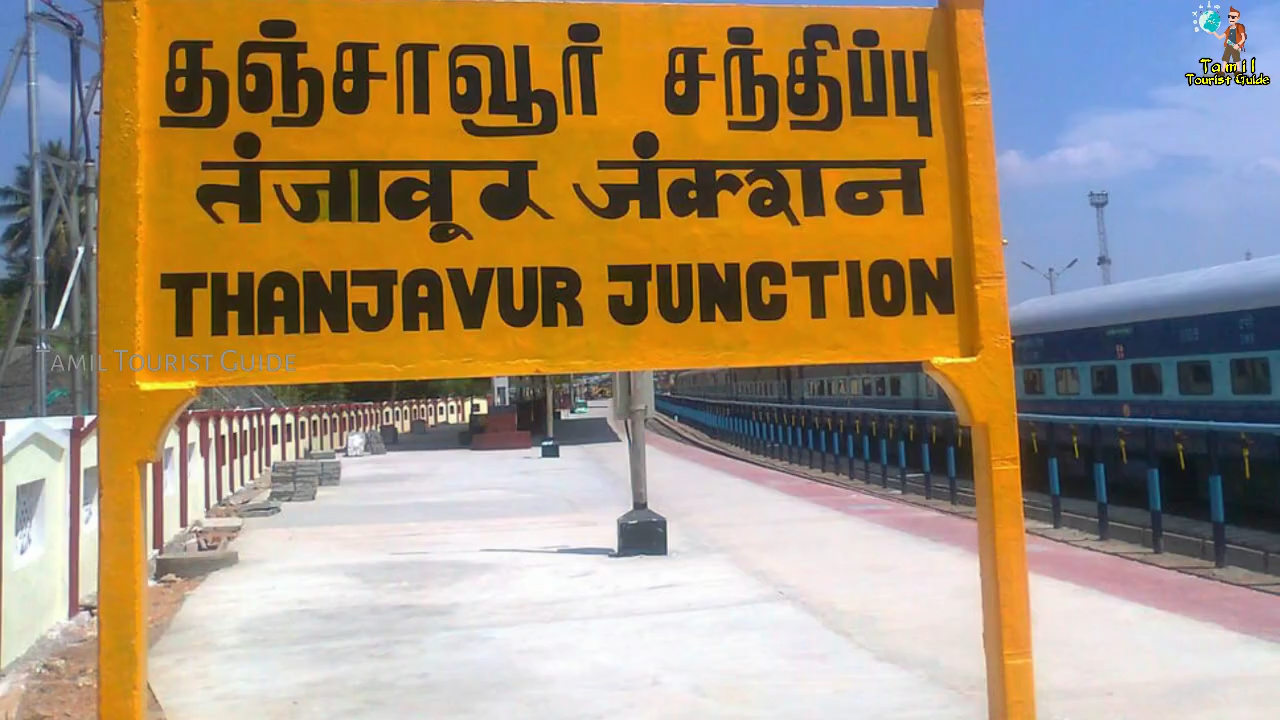 Tamil
Tourist Guide
தஞ்சாவூர் சந்திப்பு
तंजावूर जंक्शन
THANJAVUR JUNCTION
TAMIL TOURIST GUIDE